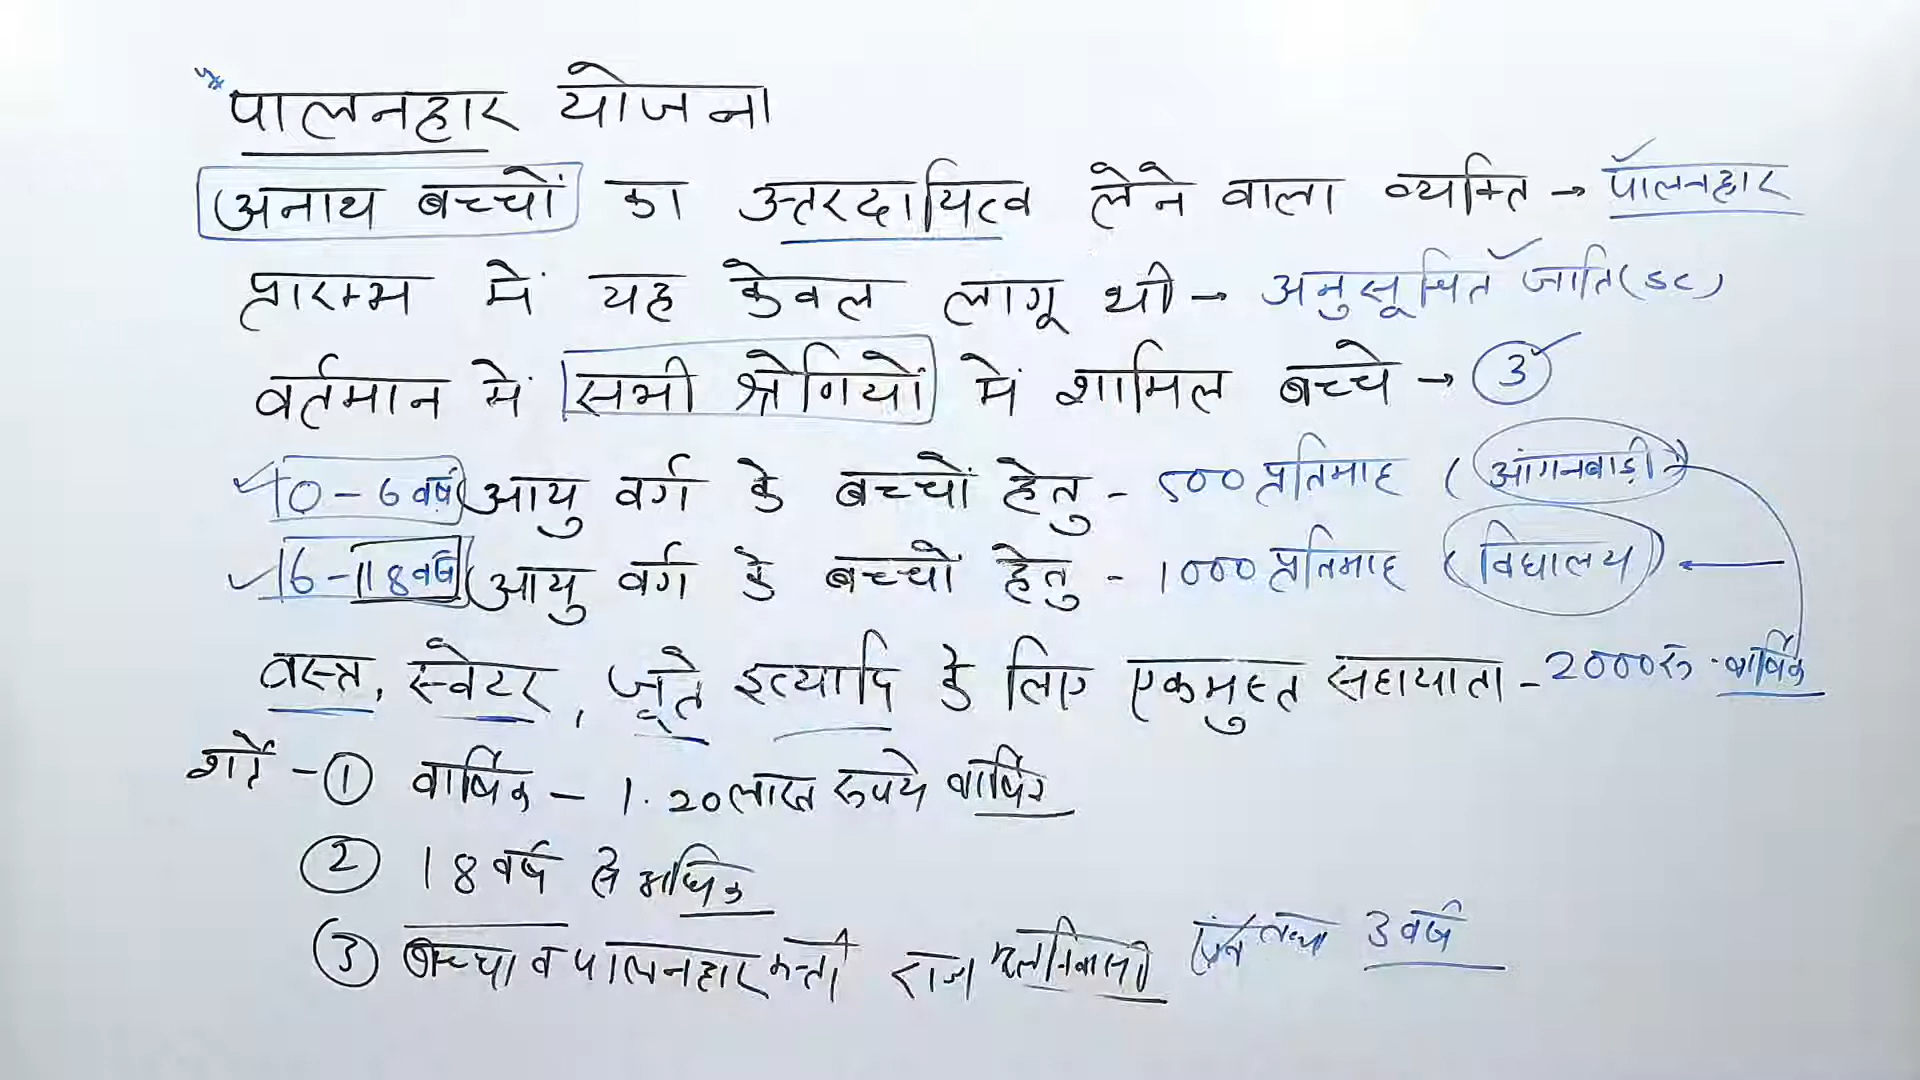 पालनहार योजना
अनाथ बच्चों का उत्तरदायित्व लेने वाला व्यक्ति → पालनहार
प्रारम्भ में यह केवल लागू थी → अनुसूचित जाति (SC)
वर्तमान में सभी श्रेणियों में शामिल बच्चे → 3
0-6 वर्ष आयु वर्ग के बच्चों हेतु - 500 प्रतिमाह (आंगनबाड़ी)
6-18 वर्ष आयु वर्ग के बच्चों हेतु - 1000 प्रतिमाह (विद्यालय)
वस्त्र, स्वेटर, जूते इत्यादि के लिए एकमुश्त सहायाता - 2000 रु वार्षिक
शर्ते - ① वार्षिक - 1.20 लाख रुपये वार्षिक
② 18 वर्ष से अधिक
③ बच्चा व पालनहार कर्त्ता राज मूलनिवासी तथा 3 वर्ष